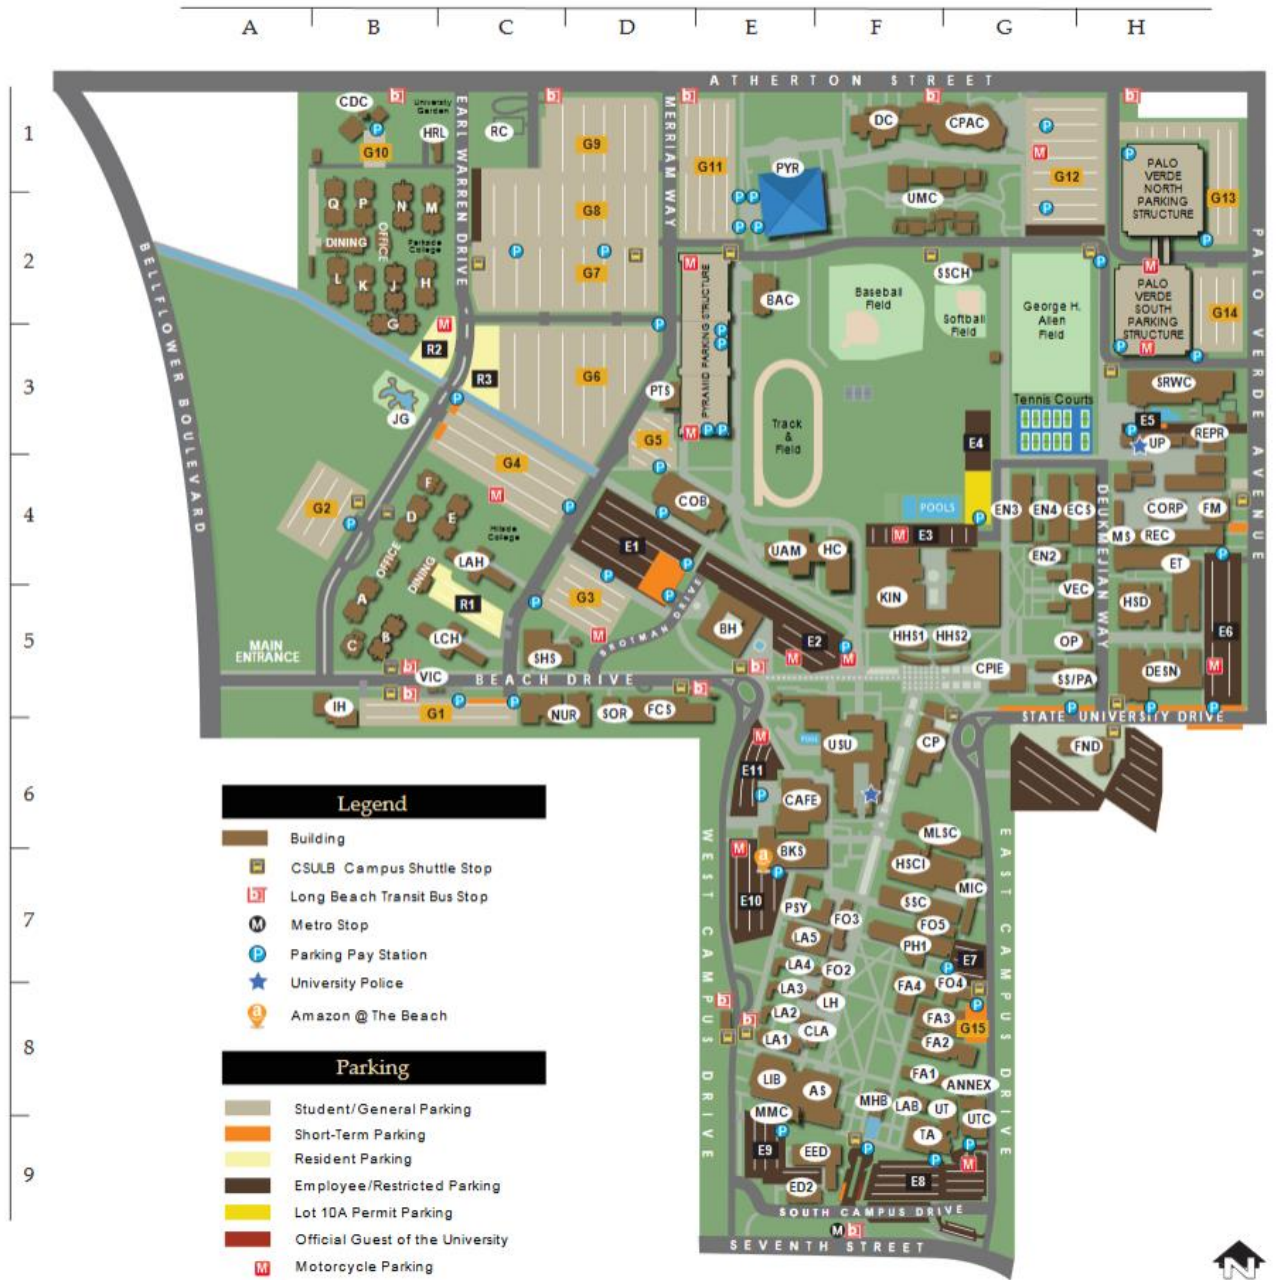 A B C D E F G H
1
2
3
4
5
6
7
8
9
ATHERTON STREET
BELLFLOWER BOULEVARD
EARL WARREN DRIVE
MERRIAM WAY
PALO VERDE AVENUE
CDC
University
Garden
HRL
RC
G10
G9
G8
G7
G11
PYR
DC
CPAC
UMC
G12
PALO
VERDE
NORTH
PARKING
STRUCTURE
G13
Q P N M
DINING
OFFICE
Parkside
College
L K J H
G
PYRAMID PARKING STRUCTURE
BAC
Baseball
Field
SSCH
Softball
Field
George H.
Allen
Field
PALO
VERDE
SOUTH
PARKING
STRUCTURE
G14
R2
R3
G6
PTS
JG
G5
Track
&
Field
E4
Tennis Courts
SRWC
E5
UP
REPR
G4
G2
F
D
E
OFFICE
DINING
Hillside
College
LAH
A
B
C
R1
LCH
COB
E1
G3
BROTMAN DRIVE
SHS
BH
UAM
HC
E2
POOLS
E3
KIN
HHS1
HHS2
EN3
EN4
ECS
EN2
VEC
OP
CPIE
SS/PA
DEUKMEJIAN WAY
CORP
FM
MS
REC
ET
HSD
E6
DESN
MAIN
ENTRANCE
VIC
BEACH DRIVE
IH
G1
NUR
SOR
FCS
STATE UNIVERSITY DRIVE
FND
POOL
USU
CP
E11
CAFE
WEST CAMPUS DRIVE
EAST CAMPUS DRIVE
BKS
E10
MLSC
HSCI
MIC
SSC
PSY
FO3
FO5
LA5
PH1
E7
LA4
FO2
LA3
FA4
FO4
LH
LA2
FA3
G15
CLA
LA1
FA2
LIB
AS
FA1
ANNEX
MHB
LAB
UT
MMC
UTC
TA
E9
EED
E8
ED2
SOUTH CAMPUS DRIVE
SEVENTH STREET
Legend
Building
CSULB Campus Shuttle Stop
Long Beach Transit Bus Stop
Metro Stop
Parking Pay Station
University Police
Amazon @ The Beach
Parking
Student/General Parking
Short-Term Parking
Resident Parking
Employee/Restricted Parking
Lot 10A Permit Parking
Official Guest of the University
M Motorcycle Parking
N